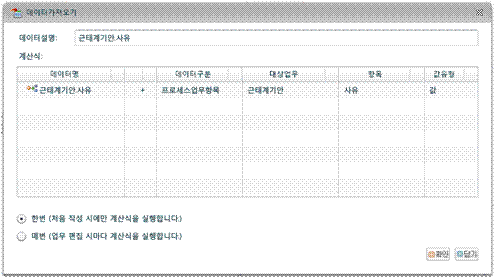 데이터가져오기
데이터설명: 근태계기안.사유
계산식:
데이터명 데이터구분 대상업무 항목 값유형
근태계기안.사유 + 프로세스업무항목 근태계기안 사유 값
한번 (처음 작성 시에만 계산식을 실행합니다.)
매번 (업무 편집 시마다 계산식을 실행합니다.)
확인 닫기